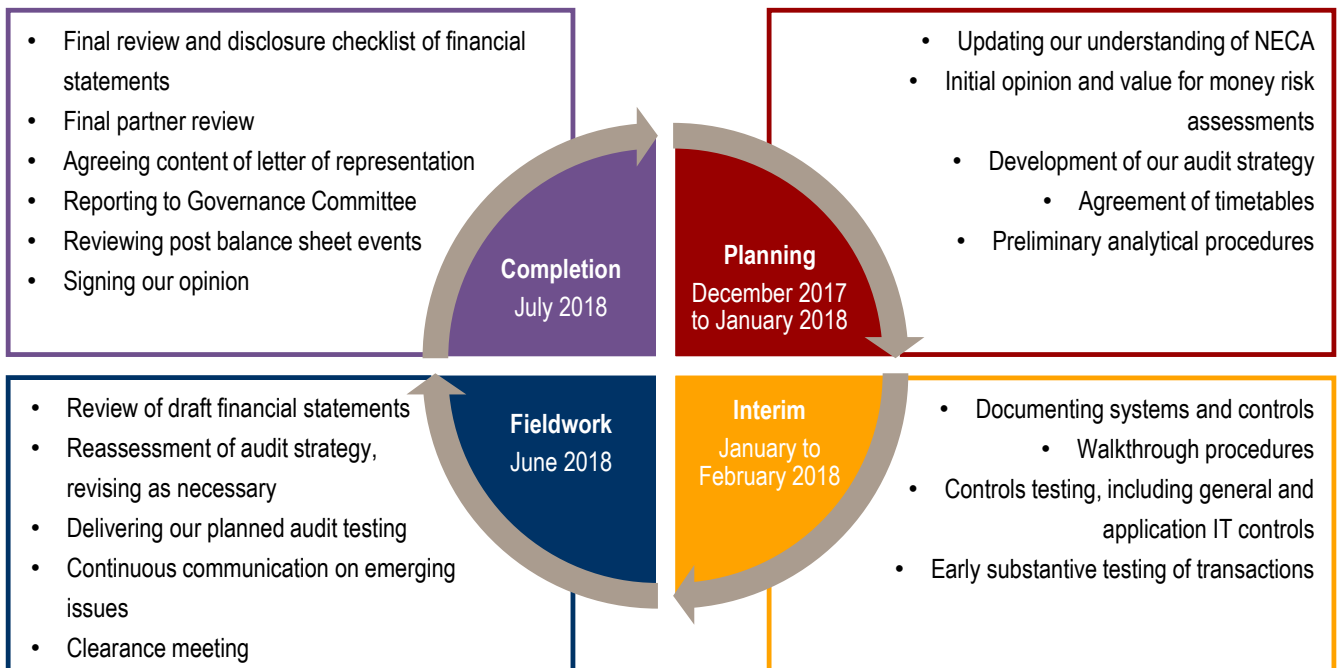 • Final review and disclosure checklist of financial
statements
• Final partner review
• Agreeing content of letter of representation
• Reporting to Governance Committee
• Reviewing post balance sheet events
• Signing our opinion
Completion
July 2018
• Updating our understanding of NECA
• Initial opinion and value for money risk
assessments
• Development of our audit strategy
• Agreement of timetables
• Preliminary analytical procedures
Planning
December 2017
to January 2018
• Review of draft financial statements
• Reassessment of audit strategy,
revising as necessary
• Delivering our planned audit testing
• Continuous communication on emerging
issues
• Clearance meeting
Fieldwork
June 2018
Interim
January to
February 2018
• Documenting systems and controls
• Walkthrough procedures
• Controls testing, including general and
application IT controls
• Early substantive testing of transactions